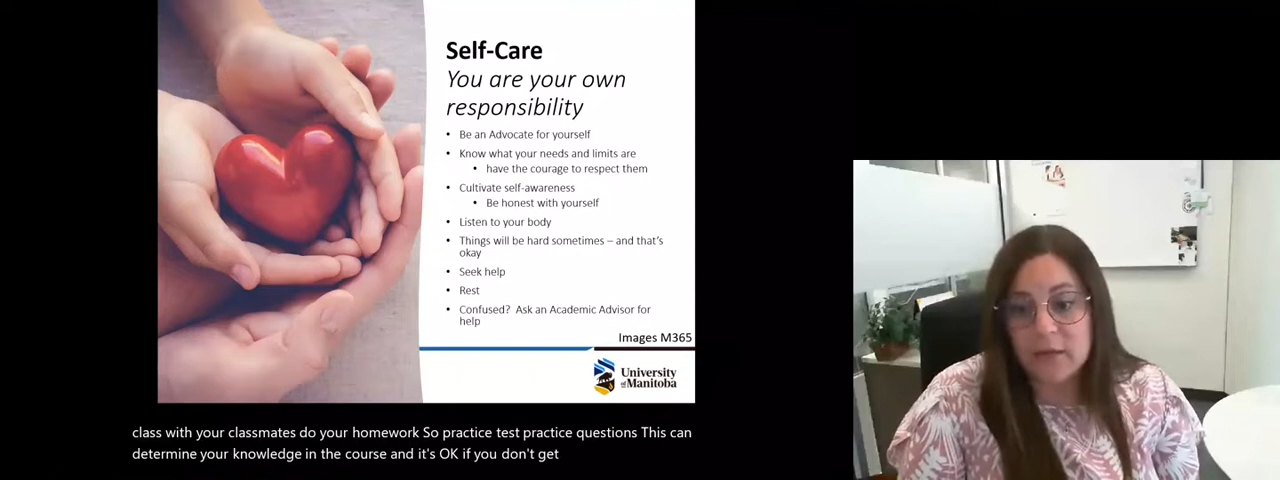 Self-Care
You are your own
responsibility
• Be an Advocate for yourself
• Know what your needs and limits are
• have the courage to respect them
• Cultivate self-awareness
• Be honest with yourself
• Listen to your body
• Things will be hard sometimes – and that's
okay
• Seek help
• Rest
• Confused? Ask an Academic Advisor for
help
Images M365
University
of Manitoba
class with your classmates do your homework So practice test practice questions This can
determine your knowledge in the course and it's OK if you don't get